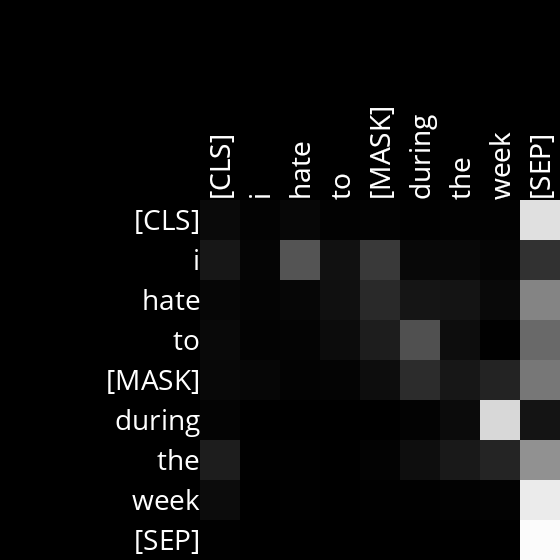 [CLS] i hate to [MASK] during the week [SEP]
[CLS]
i
hate
to
[MASK]
during
the
week
[SEP]